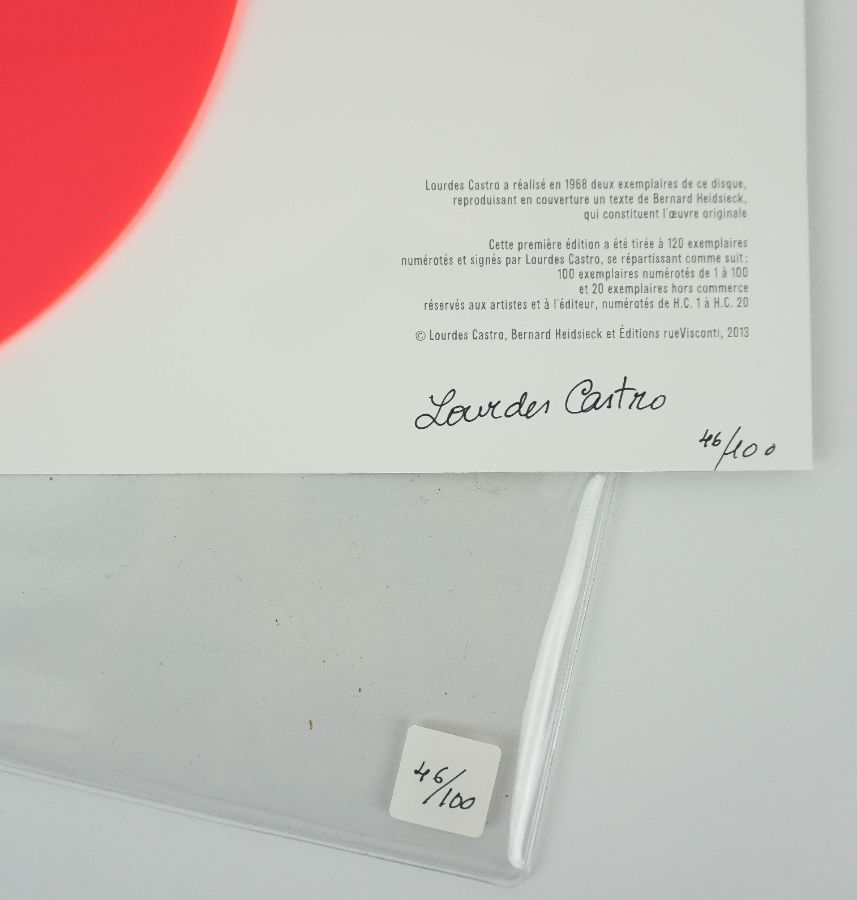 Lourdes Castro a réalisé en 1968 deux exemplaires de ce disque,
reproduisant en couverture un texte de Bernard Heidsieck,
qui constituent l'œuvre originale
Cette première édition a été tirée à 120 exemplaires
numérotés et signés par Lourdes Castro, se répartissant comme suit :
100 exemplaires numérotés de 1 à 100
et 20 exemplaires hors commerce
réservés aux artistes et à l'éditeur, numérotés de H.C. 1 à H.C. 20
© Lourdes Castro, Bernard Heidsieck et Éditions rueVisconti, 2013
Lourdes Castro
46/100
46/100